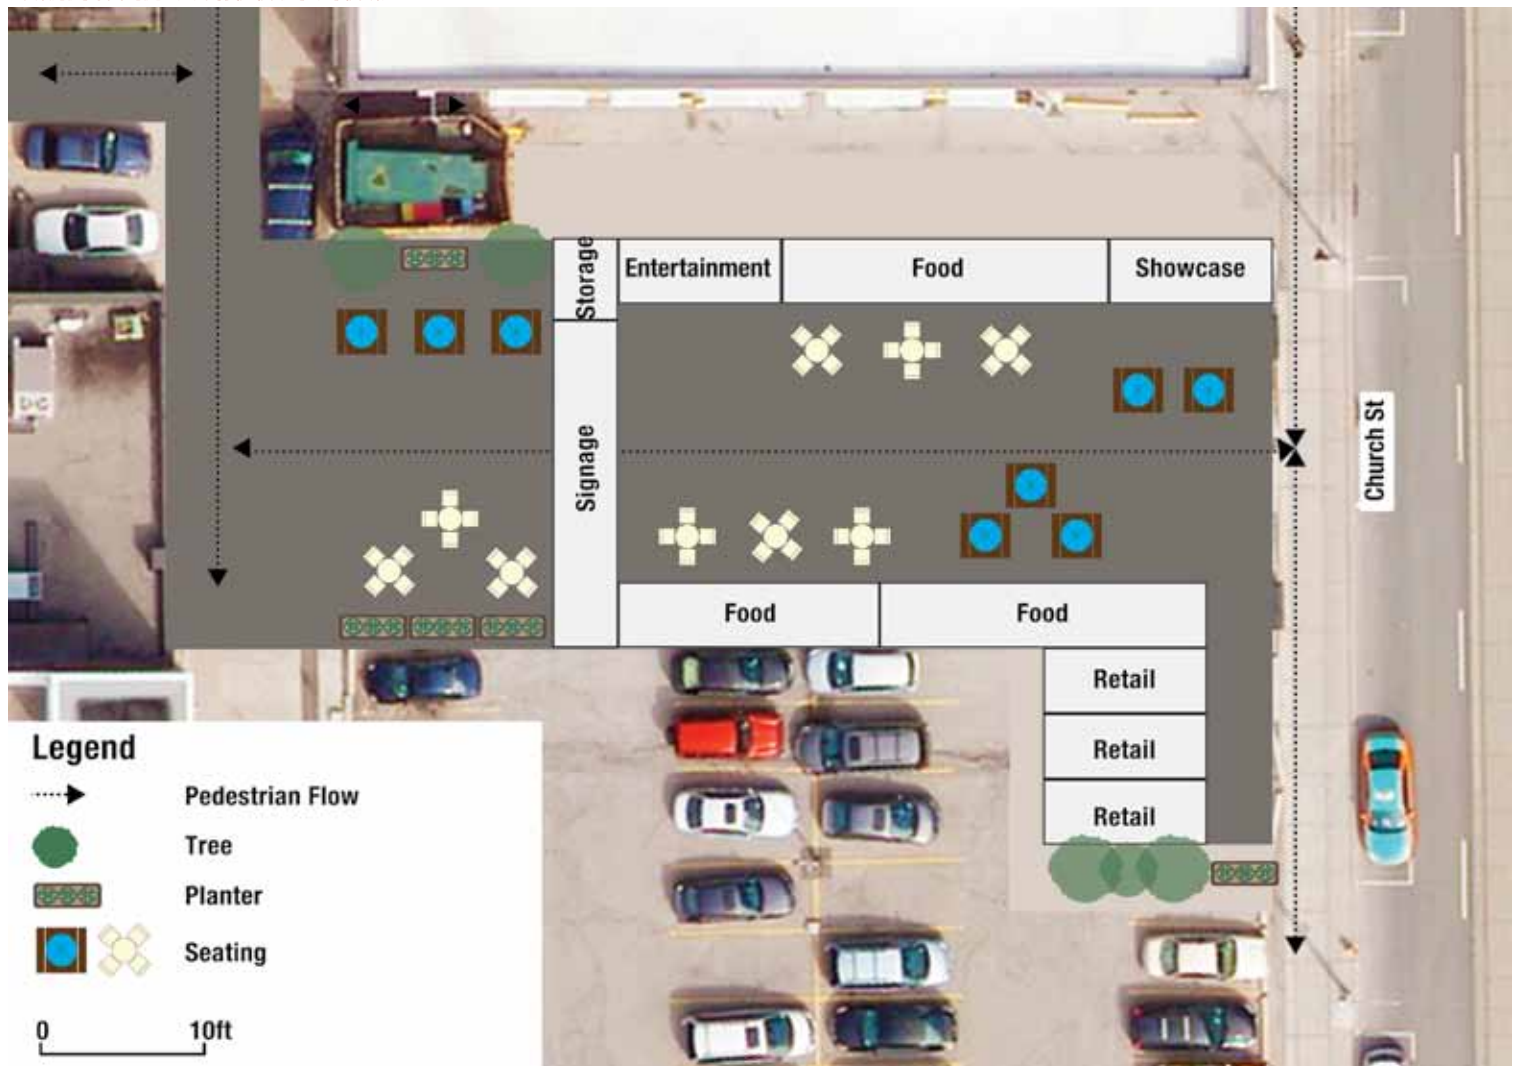 Storage
Entertainment
Food
Showcase
Signage
Church St
Food
Food
Retail
Retail
Retail
Legend
Pedestrian Flow
Tree
Planter
Seating
0
10ft